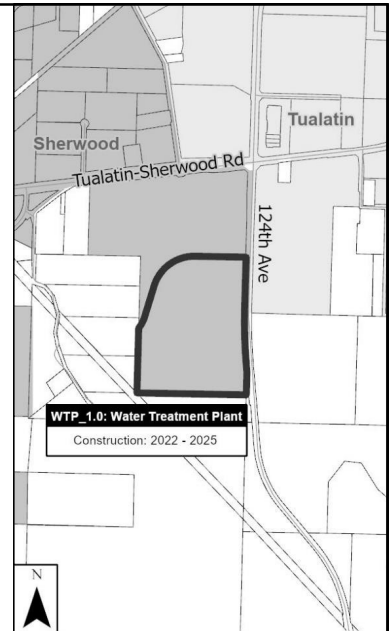 Sherwood
Tualatin
Tualatin-Sherwood Rd
124th Ave
WTP_1.0: Water Treatment Plant
Construction: 2022 - 2025
N